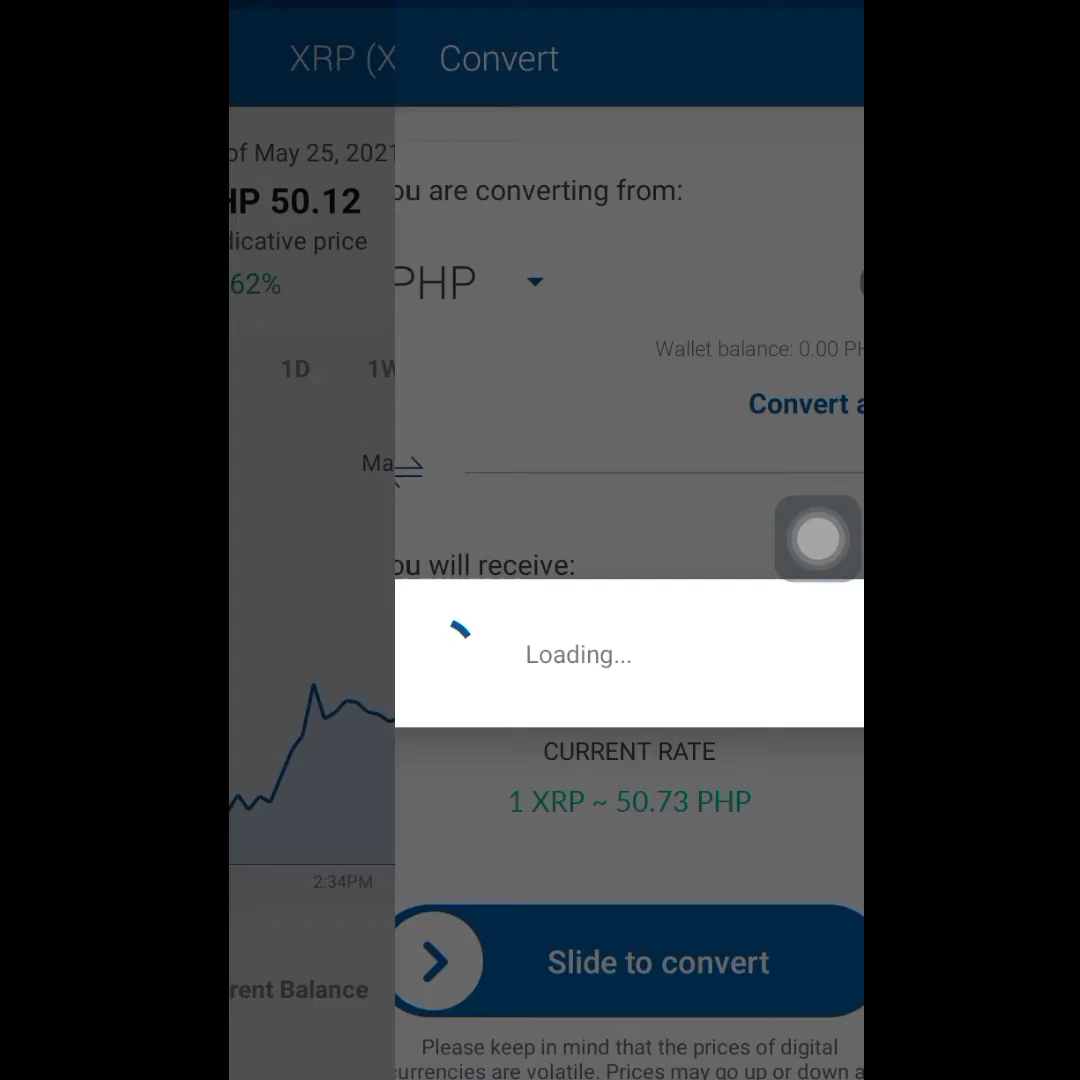 XRP (X
Convert
of May 25, 2021
HP 50.12
dicative price
62%
1D
1W
Ma
ou are converting from:
PHP
Wallet balance: 0.00 PH
Convert a
ou will receive:
Loading...
CURRENT RATE
1 XRP ~ 50.73 PHP
2:34PM
Slide to convert
rent Balance
Please keep in mind that the prices of digital
currencies are volatile. Prices may go up or down a